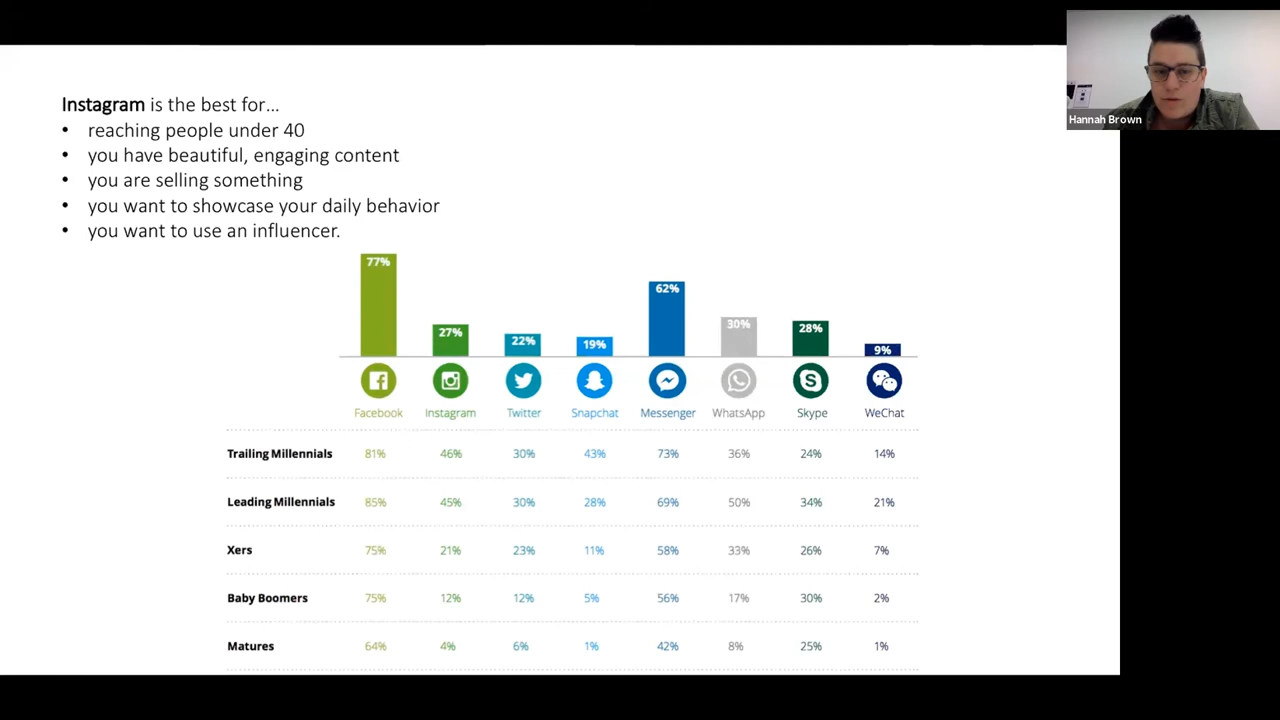 Instagram is the best for...
• reaching people under 40
• you have beautiful, engaging content
• you are selling something
• you want to showcase your daily behavior
• you want to use an influencer.
Hannah Brown
77% 27% 22% 19% 62% 30% 28% 9%
Facebook Instagram Twitter Snapchat Messenger WhatsApp Skype WeChat
Trailing Millennials 81% 46% 30% 43% 73% 36% 24% 14%
Leading Millennials 85% 45% 30% 28% 69% 50% 34% 21%
Xers 75% 21% 23% 11% 58% 33% 26% 7%
Baby Boomers 75% 12% 12% 5% 56% 17% 30% 2%
Matures 64% 4% 6% 1% 42% 8% 25% 1%